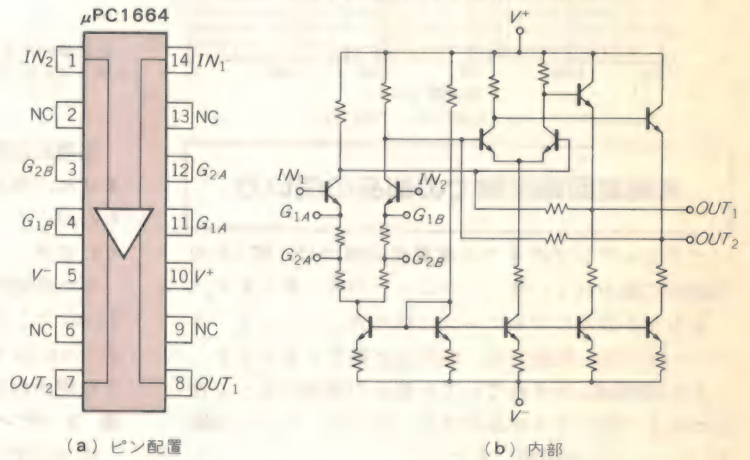 μPC1664
IN₂ 1
14 IN₁
NC 2
13 NC
G₂B 3
12 G₂A
G₁B 4
11 G₁A
V⁻ 5
10 V⁺
NC 6
9 NC
OUT₂ 7
8 OUT₁
(a) ピン配置
V⁺
IN₁
IN₂
G₁A
G₁B
G₂A
G₂B
OUT₁
OUT₂
V⁻
(b) 内部